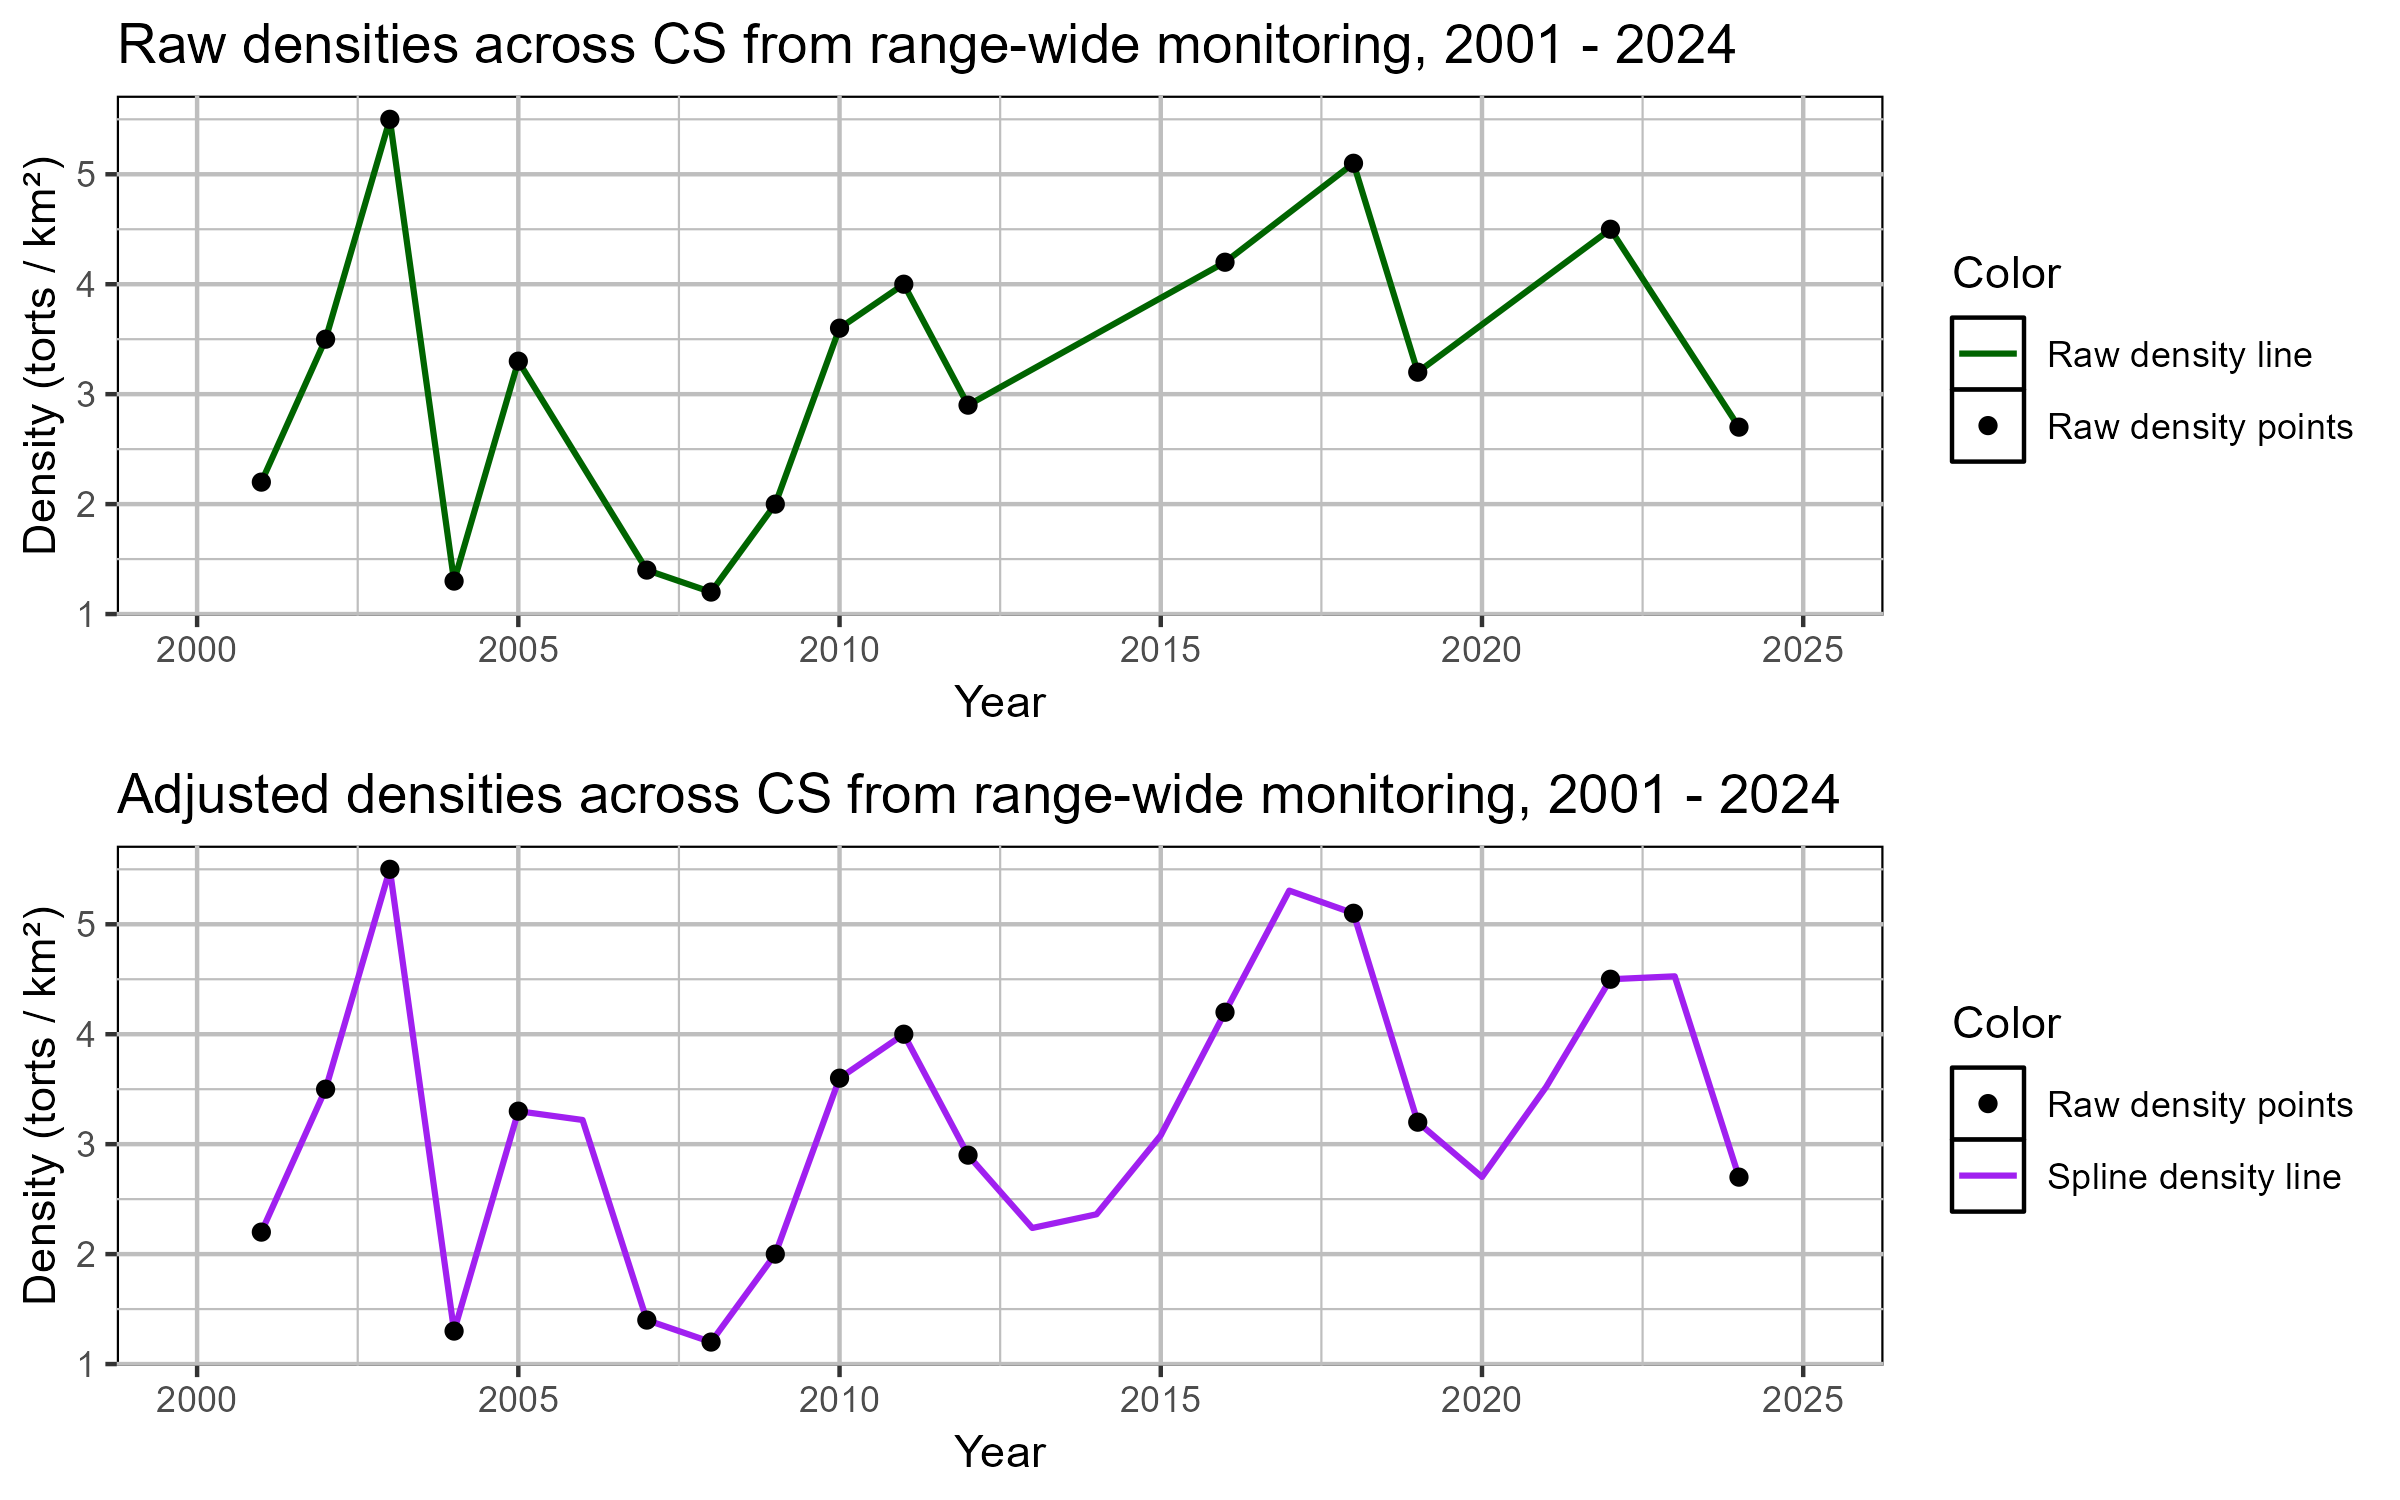 Raw densities across CS from range-wide monitoring, 2001 - 2024
Density (torts / km²)
5
4
3
2
1
2000 2005 2010 2015 2020 2025
Year
Color
Raw density line
Raw density points
Adjusted densities across CS from range-wide monitoring, 2001 - 2024
Density (torts / km²)
5
4
3
2
1
2000 2005 2010 2015 2020 2025
Year
Color
Raw density points
Spline density line